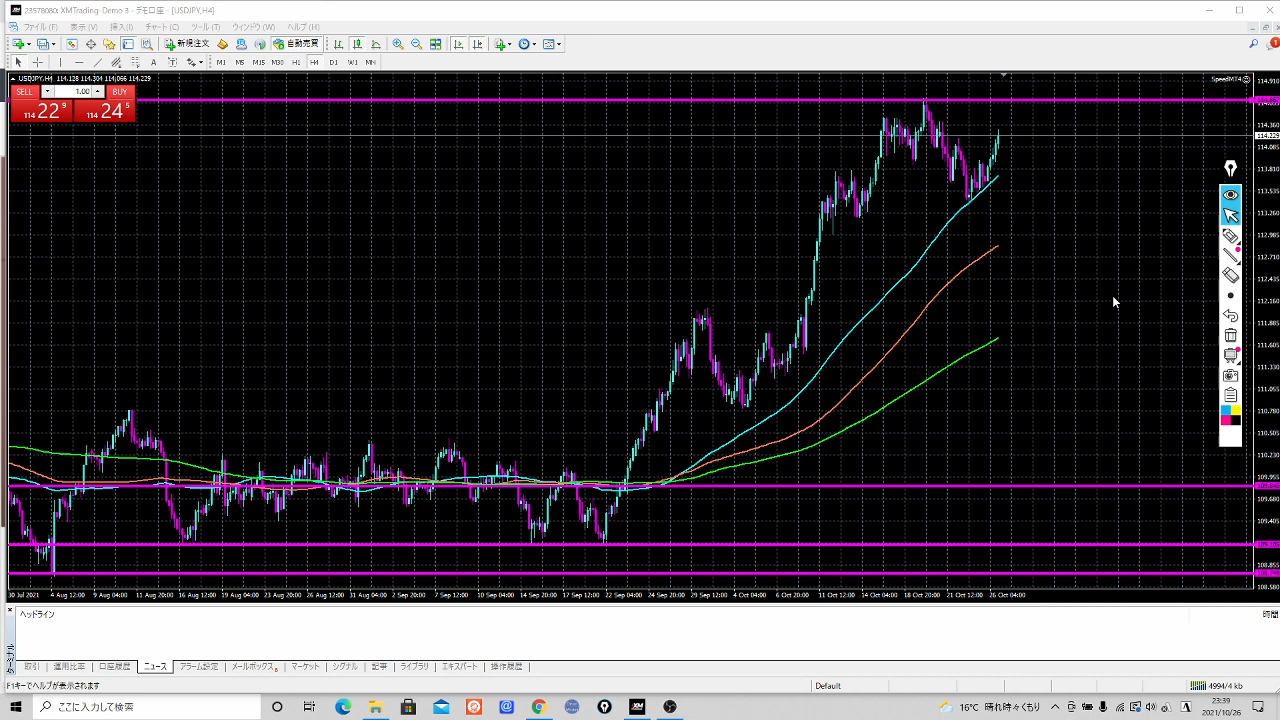 23578080: XMTrading-Demo 3 - デモ口座 - [USDJPY,H4]
ファイル (F) 表示 (V) 挿入(I) チャート (C) ツール (T) ウィンドウ (W) ヘルプ (H)
新規注文 自動売買
A T M1 M5 M15 M30 H1 H4 D1 W1 MN
USDJPY,H4 114.128 114.304 114.066 114.229
SpeedMT4
SELL 1.00 BUY
114 22 9 114 24 5
114.910
114.360
114.229
114.085
113.810
113.535
113.260
112.985
112.710
112.435
112.160
111.885
111.605
111.330
111.055
110.780
110.505
110.230
109.955
109.680
109.405
108.855
108.580
30 Jul 2021 4 Aug 12:00 9 Aug 04:00 11 Aug 20:00 16 Aug 12:00 19 Aug 04:00 23 Aug 20:00 26 Aug 12:00 31 Aug 04:00 2 Sep 20:00 7 Sep 12:00 10 Sep 04:00 14 Sep 20:00 17 Sep 12:00 22 Sep 04:00 24 Sep 20:00 29 Sep 12:00 4 Oct 04:00 6 Oct 20:00 11 Oct 12:00 14 Oct 04:00 18 Oct 20:00 21 Oct 12:00 26 Oct 04:00
ヘッドライン 時間
取引 運用比率 口座履歴 ニュース アラーム設定 メールボックス マーケット シグナル 記事 ライブラリ エキスパート 操作履歴
F1キーでヘルプが表示されます Default 4994/4 kb
ここに入力して検索 16℃ 晴れ時々くもり A 23:39
2021/10/26